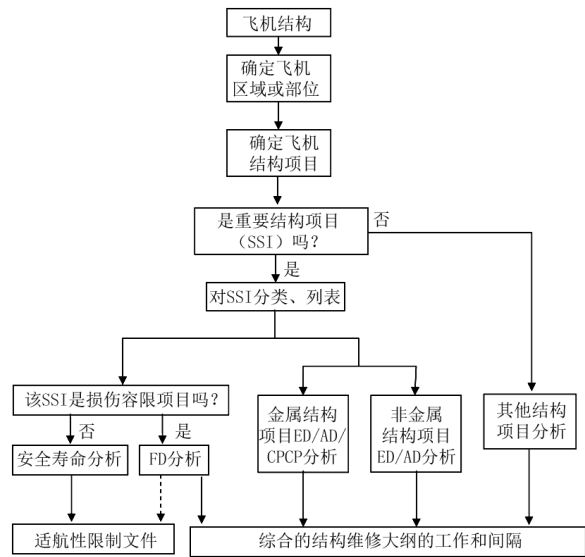 飞机结构
确定飞机
区域或部位
确定飞机
结构项目
是重要结构项目
（SSI）吗?
否
是
对SSI分类、列表
该SSI是损伤容限项目吗?
否
是
安全寿命分析
FD分析
金属结构
项目ED/AD/
CPCP分析
非金属
结构项目
ED/AD分析
其他结构
项目分析
适航性限制文件
综合的结构维修大纲的工作和间隔